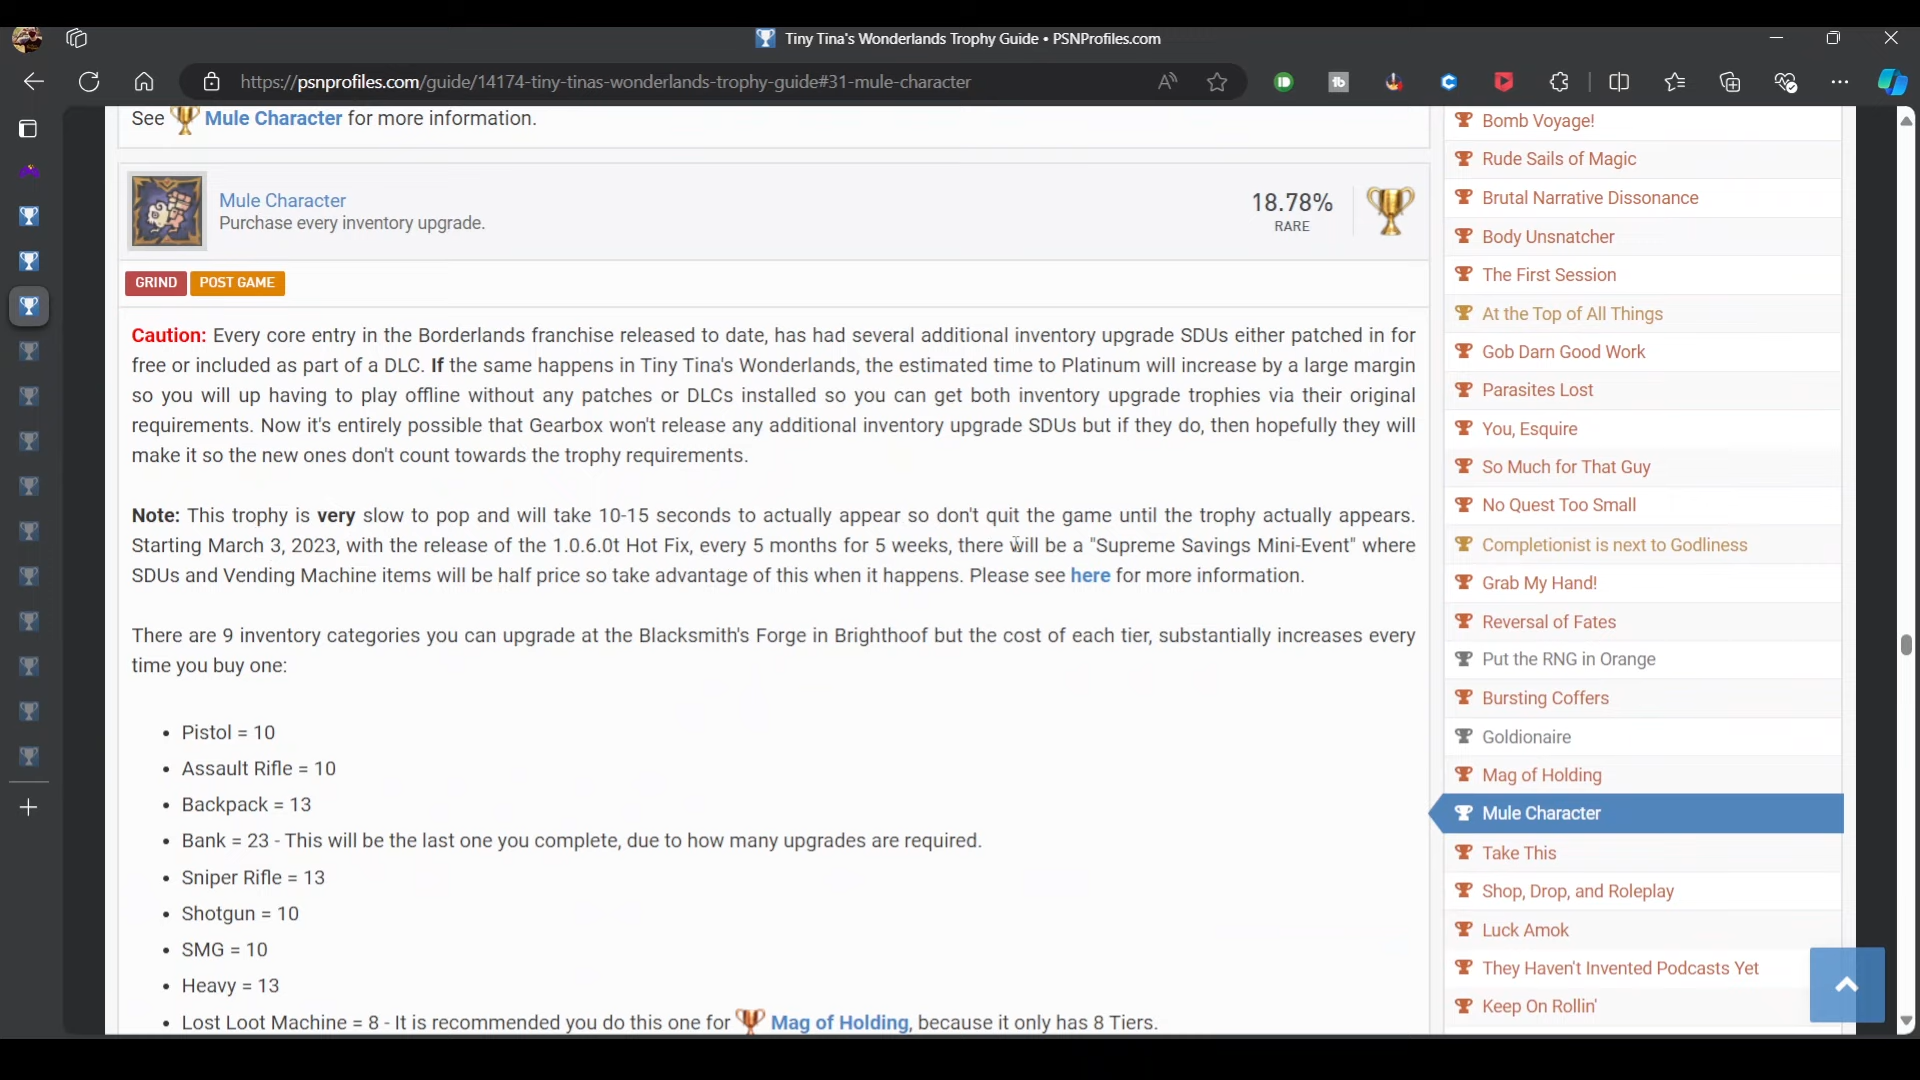 Tiny Tina's Wonderlands Trophy Guide • PSNProfiles.com
https://psnprofiles.com/guide/14174-tiny-tinas-wonderlands-trophy-guide#31-mule-character
See Mule Character for more information.
Mule Character
Purchase every inventory upgrade.
18.78%
RARE
GRIND POST GAME
Caution: Every core entry in the Borderlands franchise released to date, has had several additional inventory upgrade SDUs either patched in for
free or included as part of a DLC. If the same happens in Tiny Tina's Wonderlands, the estimated time to Platinum will increase by a large margin
so you will up having to play offline without any patches or DLCs installed so you can get both inventory upgrade trophies via their original
requirements. Now it's entirely possible that Gearbox won't release any additional inventory upgrade SDUs but if they do, then hopefully they will
make it so the new ones don't count towards the trophy requirements.
Note: This trophy is very slow to pop and will take 10-15 seconds to actually appear so don't quit the game until the trophy actually appears.
Starting March 3, 2023, with the release of the 1.0.6.0t Hot Fix, every 5 months for 5 weeks, there will be a "Supreme Savings Mini-Event" where
SDUs and Vending Machine items will be half price so take advantage of this when it happens. Please see here for more information.
There are 9 inventory categories you can upgrade at the Blacksmith's Forge in Brighthoof but the cost of each tier, substantially increases every
time you buy one:
• Pistol = 10
• Assault Rifle = 10
• Backpack = 13
• Bank = 23 - This will be the last one you complete, due to how many upgrades are required.
• Sniper Rifle = 13
• Shotgun = 10
• SMG = 10
• Heavy = 13
• Lost Loot Machine = 8 - It is recommended you do this one for Mag of Holding, because it only has 8 Tiers.
Bomb Voyage!
Rude Sails of Magic
Brutal Narrative Dissonance
Body Unsnatcher
The First Session
At the Top of All Things
Gob Darn Good Work
Parasites Lost
You, Esquire
So Much for That Guy
No Quest Too Small
Completionist is next to Godliness
Grab My Hand!
Reversal of Fates
Put the RNG in Orange
Bursting Coffers
Goldionaire
Mag of Holding
Mule Character
Take This
Shop, Drop, and Roleplay
Luck Amok
They Haven't Invented Podcasts Yet
Keep On Rollin'